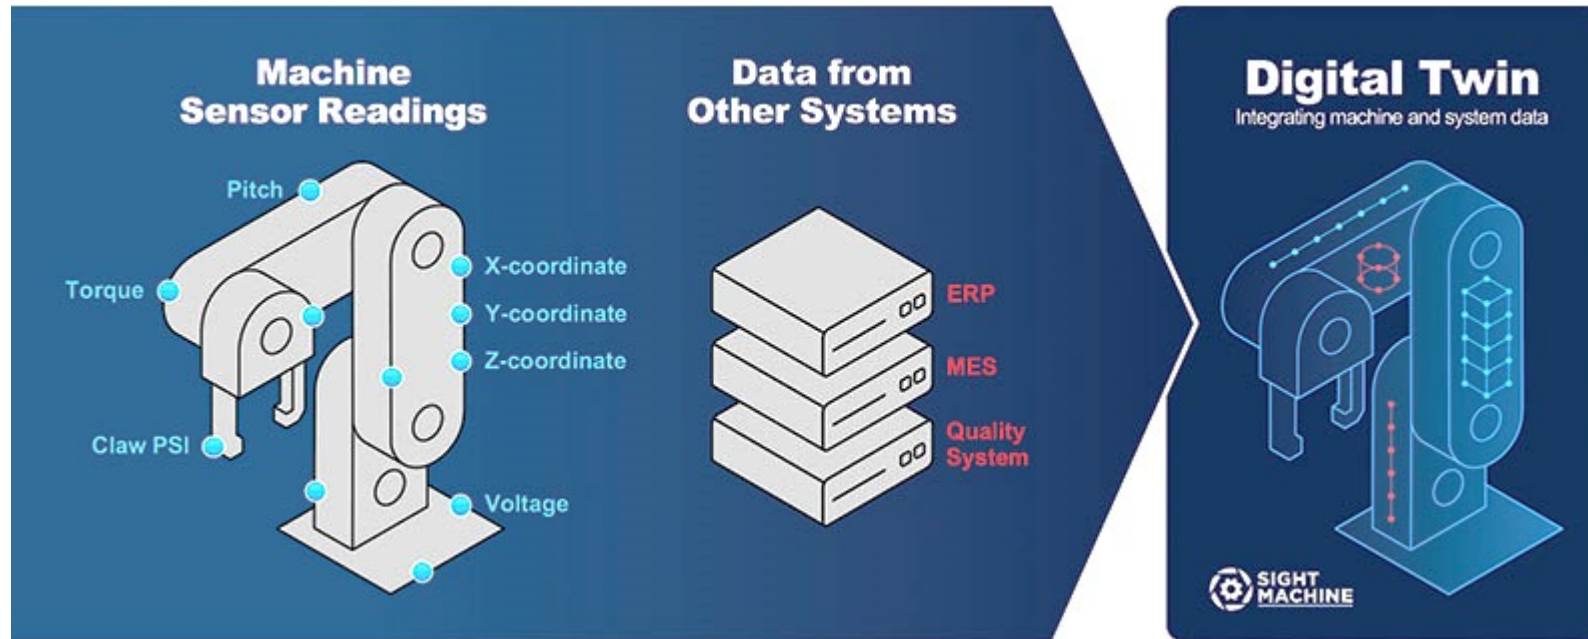 Machine
Sensor Readings
Pitch
Torque
X-coordinate
Y-coordinate
Z-coordinate
Claw PSI
Voltage
Data from
Other Systems
ERP
MES
Quality
System
Digital Twin
Integrating machine and system data
SIGHT
MACHINE